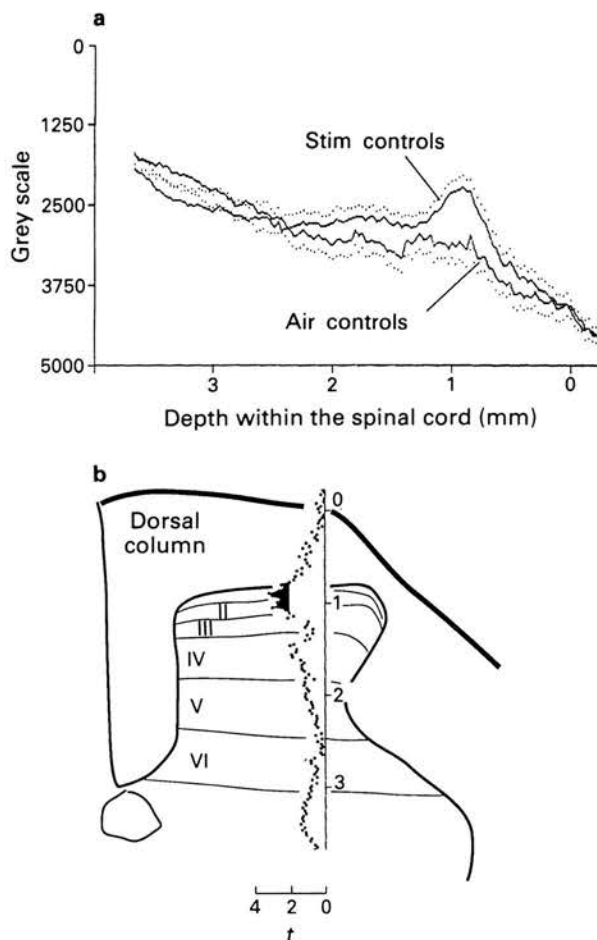 a
0
1250
2500
3750
5000
Grey scale
Stim controls
Air controls
3 2 1 0
Depth within the spinal cord (mm)
b
Dorsal
column
0
1
2
3
II
III
IV
V
VI
4 2 0
t